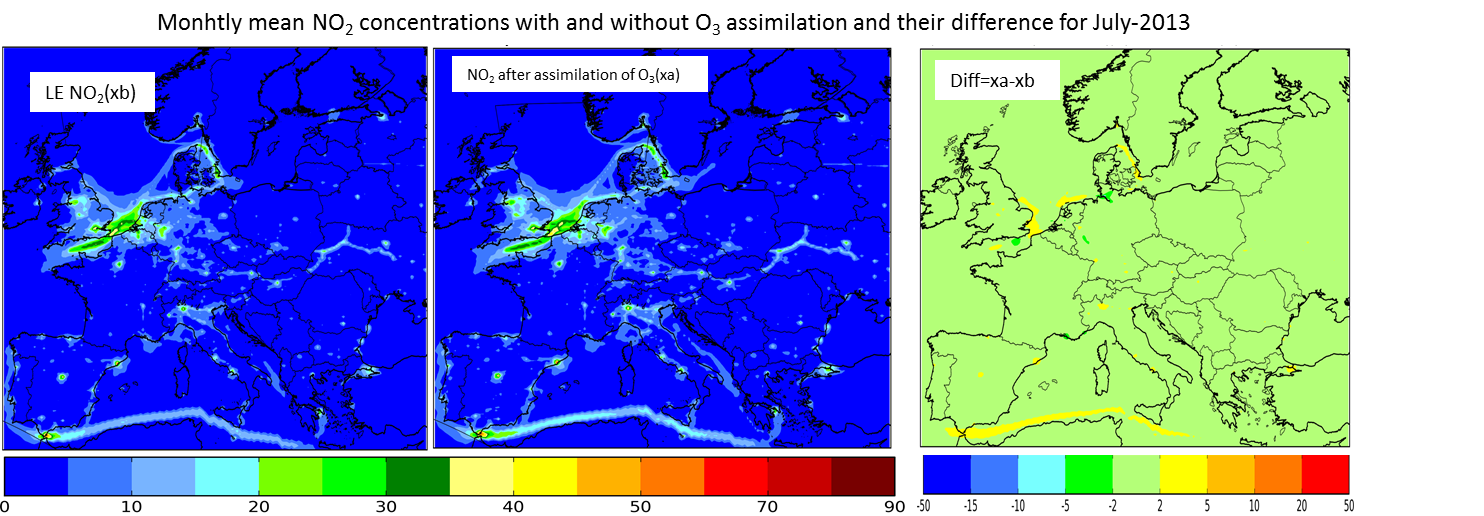 Monhtly mean NO₂ concentrations with and without O₃ assimilation and their difference for July-2013
LE NO₂(xb)
NO₂ after assimilation of O₃(xa)
Diff=xa-xb
0 10 20 30 40 50 60 70 90
-50 -15 -10 -5 -2 2 5 10 20 50